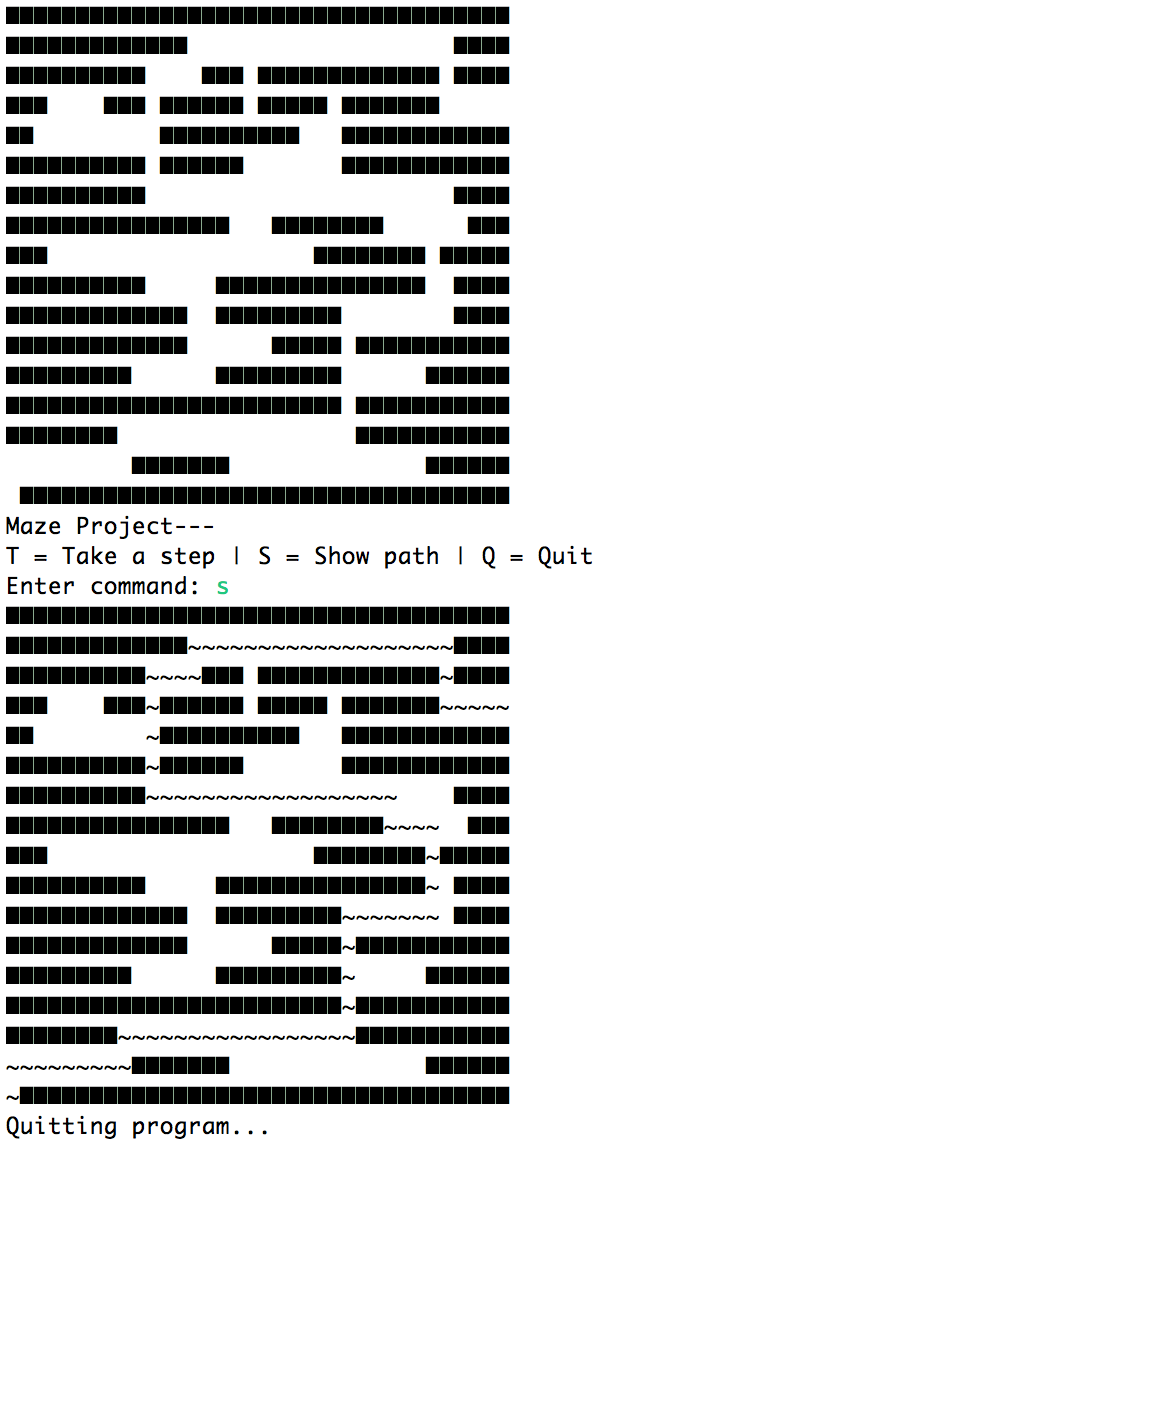 Maze Project---
T = Take a step | S = Show path | Q = Quit
Enter command: s
Quitting program...